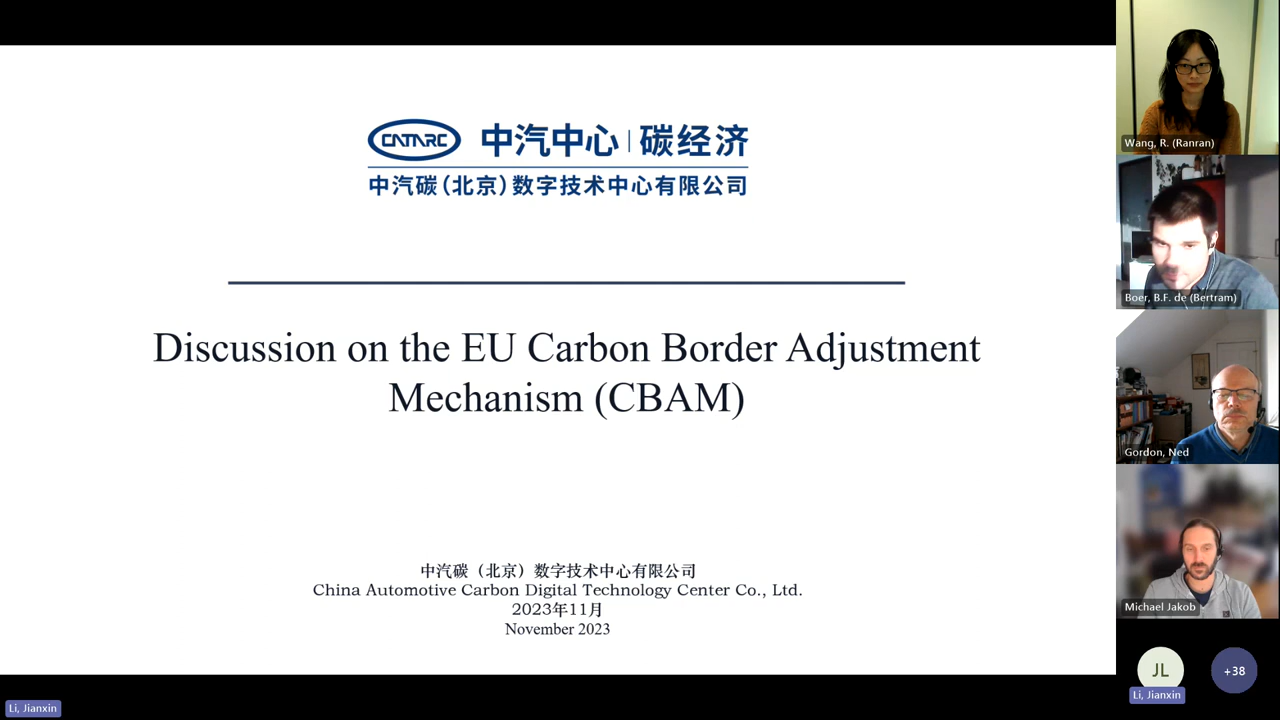 CATARC 中汽中心 | 碳经济
中汽碳（北京）数字技术中心有限公司
Discussion on the EU Carbon Border Adjustment
Mechanism (CBAM)
中汽碳（北京）数字技术中心有限公司
China Automotive Carbon Digital Technology Center Co., Ltd.
2023年11月
November 2023
Wang, R. (Ranran)
Boer, B.F. de (Bertram)
Gordon, Ned
Michael Jakob
JL
+38
Li, Jianxin
Li, Jianxin